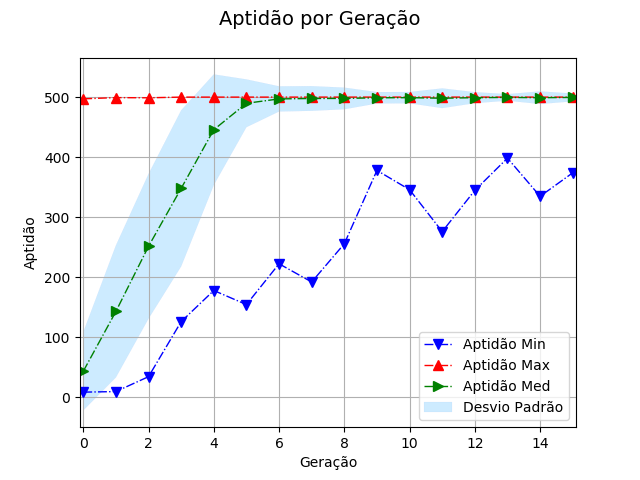 Aptidão por Geração
Aptidão
500
400
300
200
100
0
0 2 4 6 8 10 12 14
Geração
Aptidão Min
Aptidão Max
Aptidão Med
Desvio Padrão